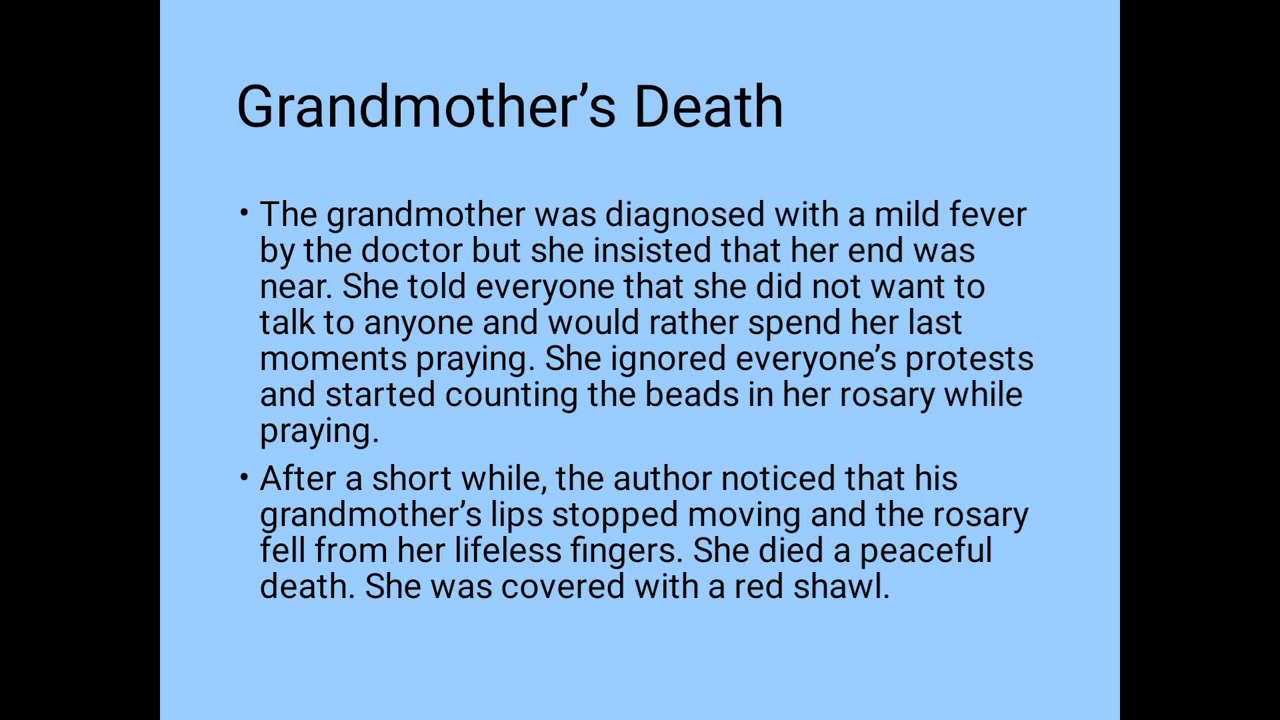 Grandmother’s Death
• The grandmother was diagnosed with a mild fever
by the doctor but she insisted that her end was
near. She told everyone that she did not want to
talk to anyone and would rather spend her last
moments praying. She ignored everyone’s protests
and started counting the beads in her rosary while
praying.
• After a short while, the author noticed that his
grandmother’s lips stopped moving and the rosary
fell from her lifeless fingers. She died a peaceful
death. She was covered with a red shawl.